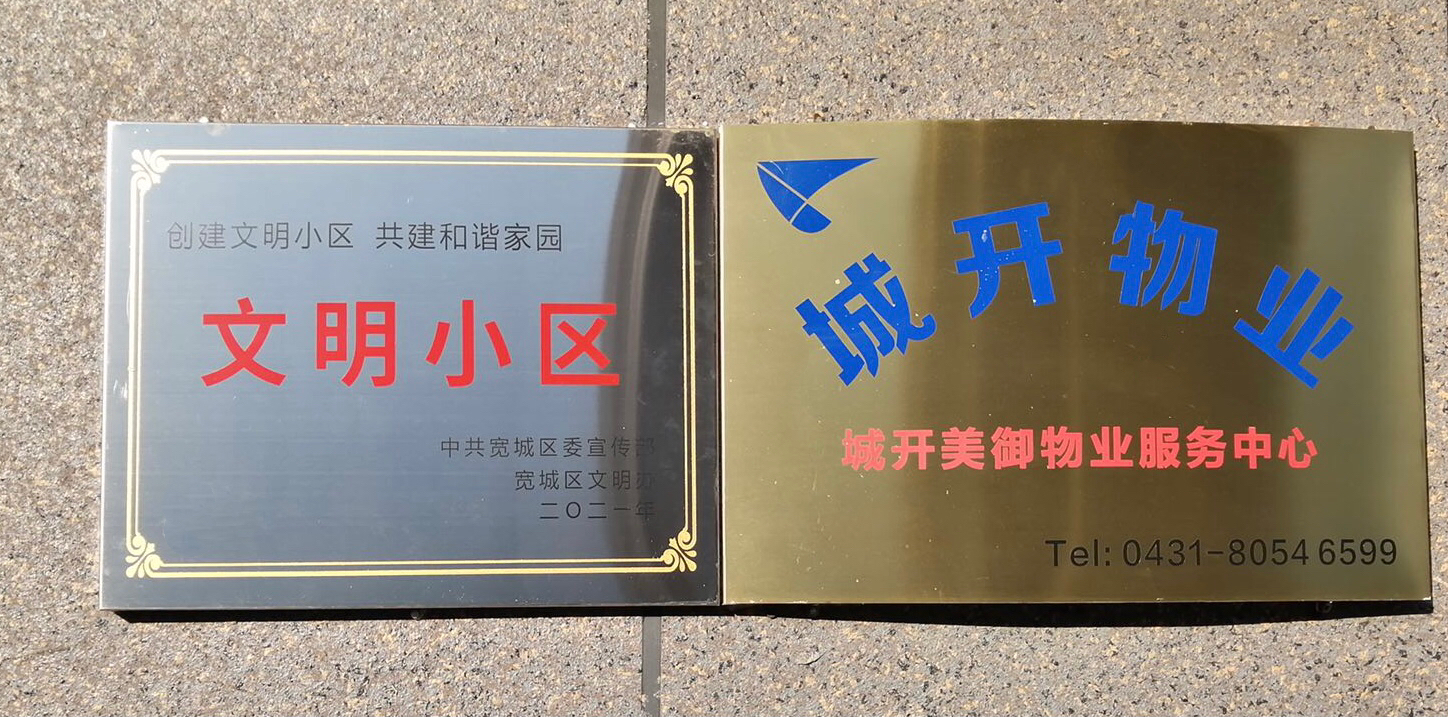 创建文明小区 共建和谐家园
文明小区
中共宽城区委宣传部
宽城区文明办
二〇二一年
城开物业
城开美御物业服务中心
Tel: 0431-80546599